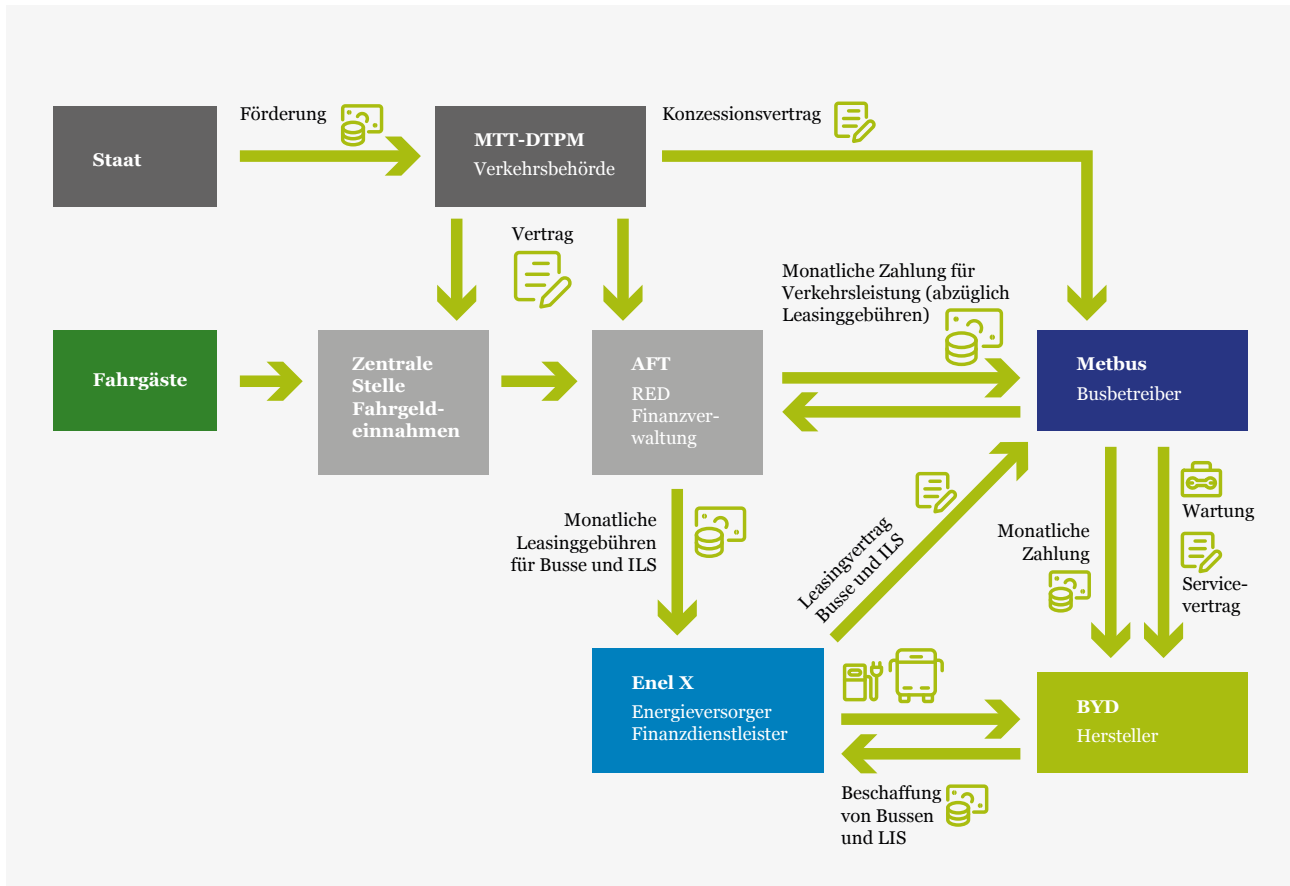 Förderung
Konzessionsvertrag
Staat
MTT-DTPM
Verkehrsbehörde
Vertrag
Monatliche Zahlung für
Verkehrsleistung (abzüglich
Leasinggebühren)
Fahrgäste
Zentrale
Stelle
Fahrgeld-
einnahmen
AFT
RED
Finanzver-
waltung
Metbus
Busbetreiber
Monatliche
Leasinggebühren
für Busse und ILS
Leasingvertrag
Busse und ILS
Monatliche
Zahlung
Wartung
Service-
vertrag
Enel X
Energieversorger
Finanzdienstleister
BYD
Hersteller
Beschaffung
von Bussen
und LIS